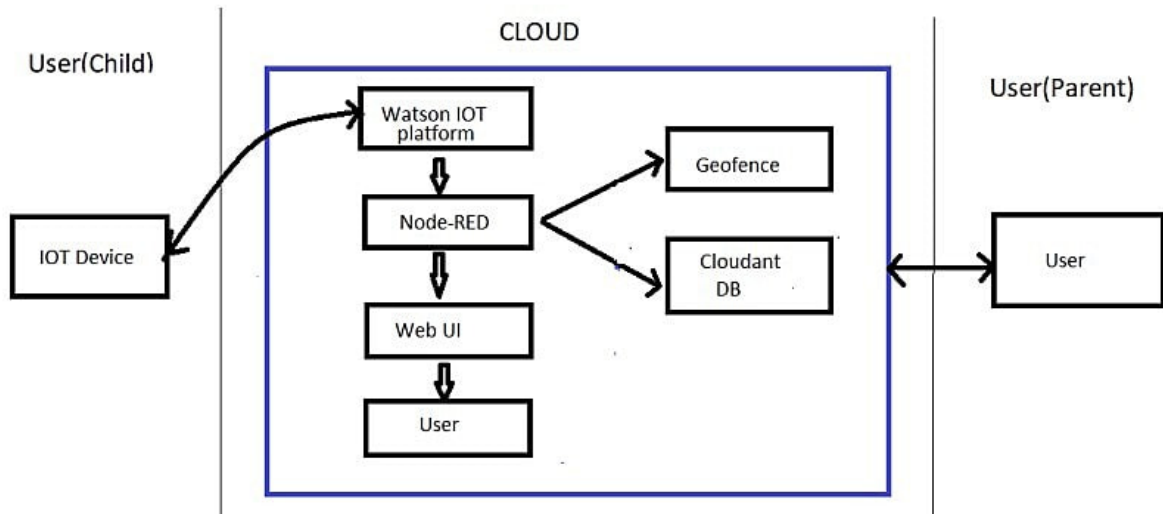 CLOUD
User(Child)
User(Parent)
Watson IOT
platform
Geofence
Node-RED
IOT Device
Cloudant
DB
User
Web UI
User